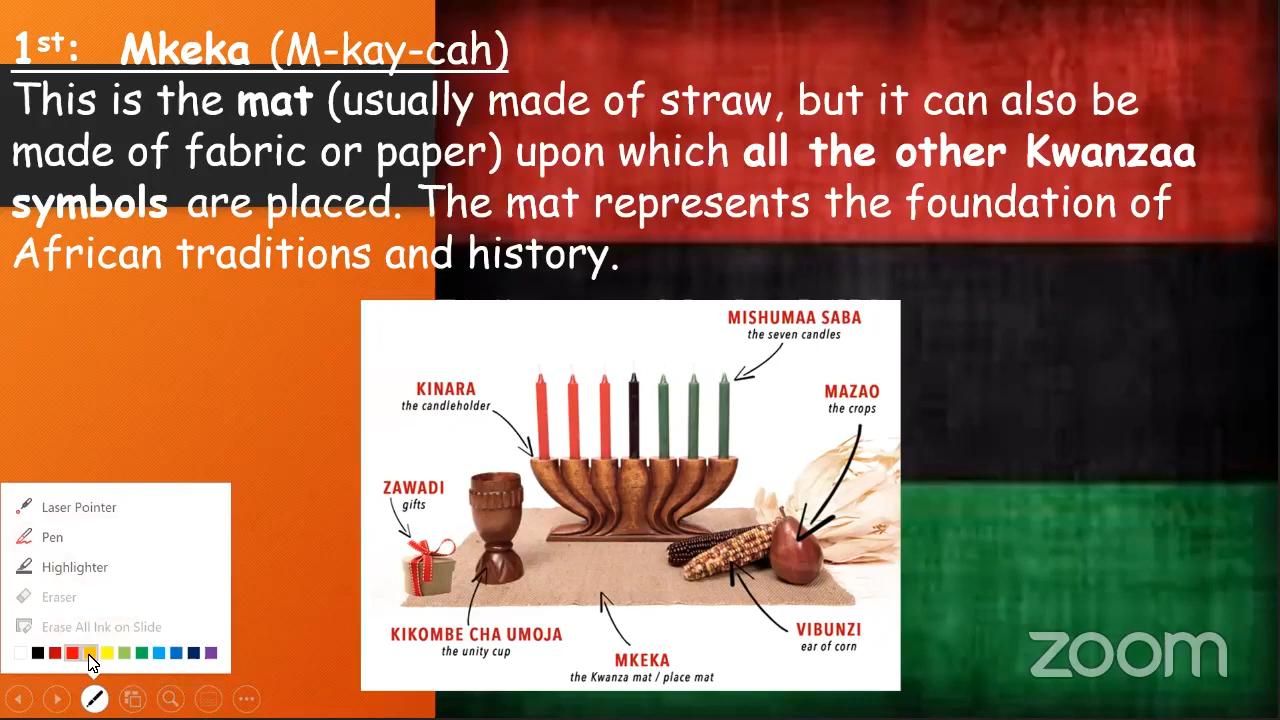 1st: Mkeka (M-kay-cah)
This is the mat (usually made of straw, but it can also be
made of fabric or paper) upon which all the other Kwanzaa
symbols are placed. The mat represents the foundation of
African traditions and history.
MISHUMAA SABA
the seven candles
KINARA
the candleholder
MAZAO
the crops
ZAWADI
gifts
KIKOMBE CHA UMOJA
the unity cup
MKEKA
the Kwanza mat / place mat
VIBUNZI
ear of corn
Laser Pointer
Pen
Highlighter
Eraser
Erase All Ink on Slide
zoom